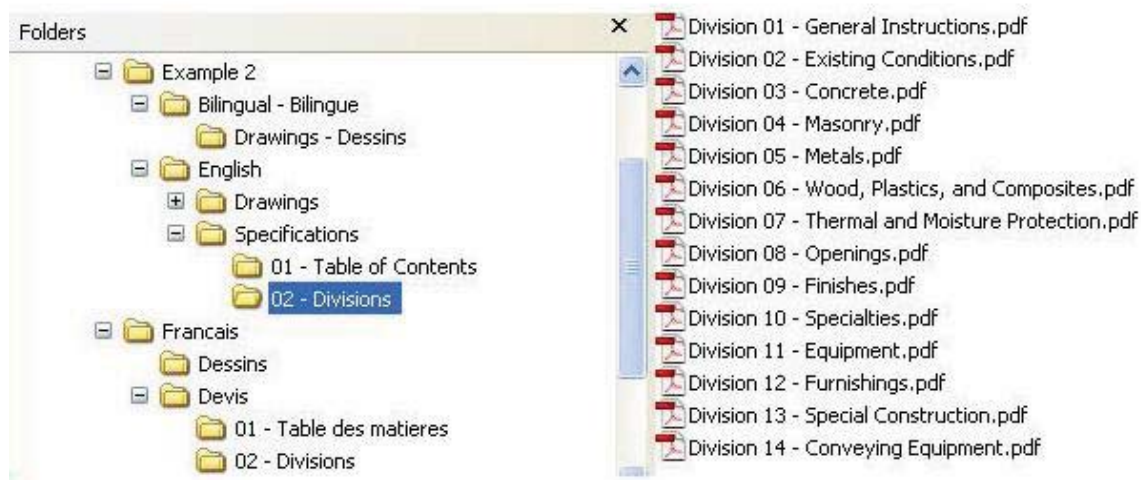 Folders
Example 2
Bilingual - Bilingue
Drawings - Dessins
English
Drawings
Specifications
01 - Table of Contents
02 - Divisions
Francais
Dessins
Devis
01 - Table des matieres
02 - Divisions
Division 01 - General Instructions.pdf
Division 02 - Existing Conditions.pdf
Division 03 - Concrete.pdf
Division 04 - Masonry.pdf
Division 05 - Metals.pdf
Division 06 - Wood, Plastics, and Composites.pdf
Division 07 - Thermal and Moisture Protection.pdf
Division 08 - Openings.pdf
Division 09 - Finishes.pdf
Division 10 - Specialties.pdf
Division 11 - Equipment.pdf
Division 12 - Furnishings.pdf
Division 13 - Special Construction.pdf
Division 14 - Conveying Equipment.pdf